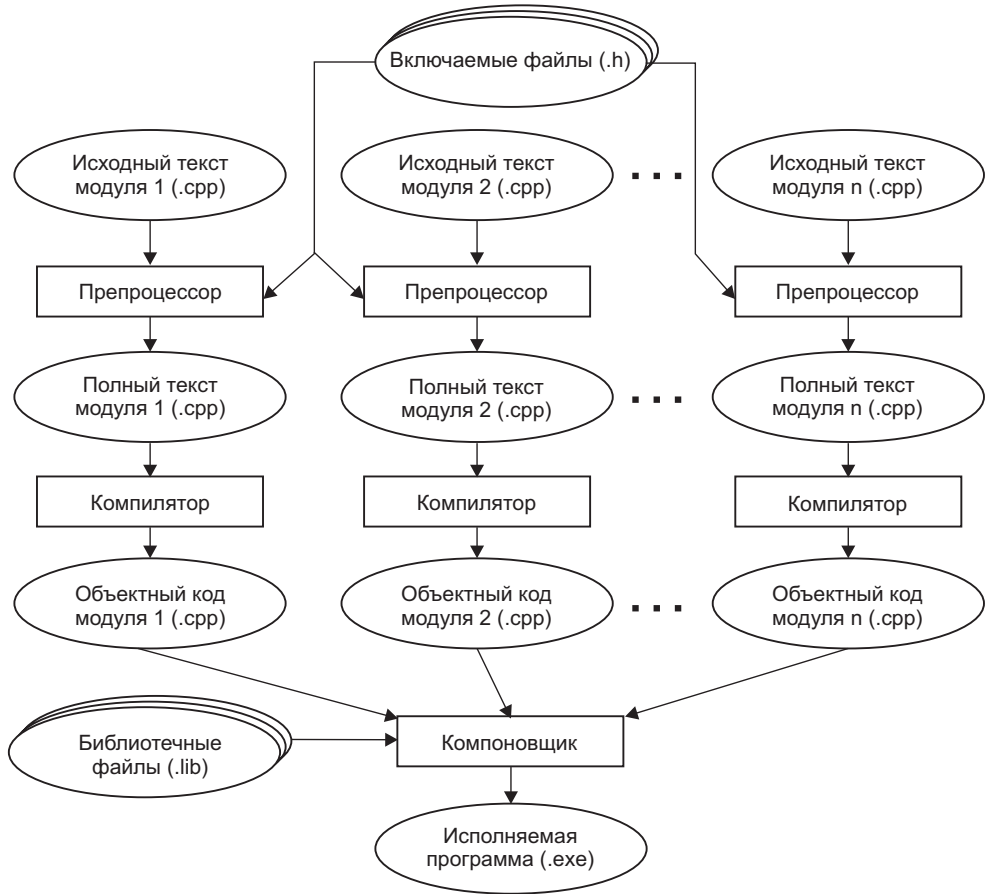 Включаемые файлы (.h)
Исходный текст
модуля 1 (.cpp)
Исходный текст
модуля 2 (.cpp)
Исходный текст
модуля n (.cpp)
Препроцессор
Препроцессор
Препроцессор
Полный текст
модуля 1 (.cpp)
Полный текст
модуля 2 (.cpp)
Полный текст
модуля n (.cpp)
Компилятор
Компилятор
Компилятор
Объектный код
модуля 1 (.cpp)
Объектный код
модуля 2 (.cpp)
Объектный код
модуля n (.cpp)
Библиотечные
файлы (.lib)
Компоновщик
Исполняемая
программа (.exe)